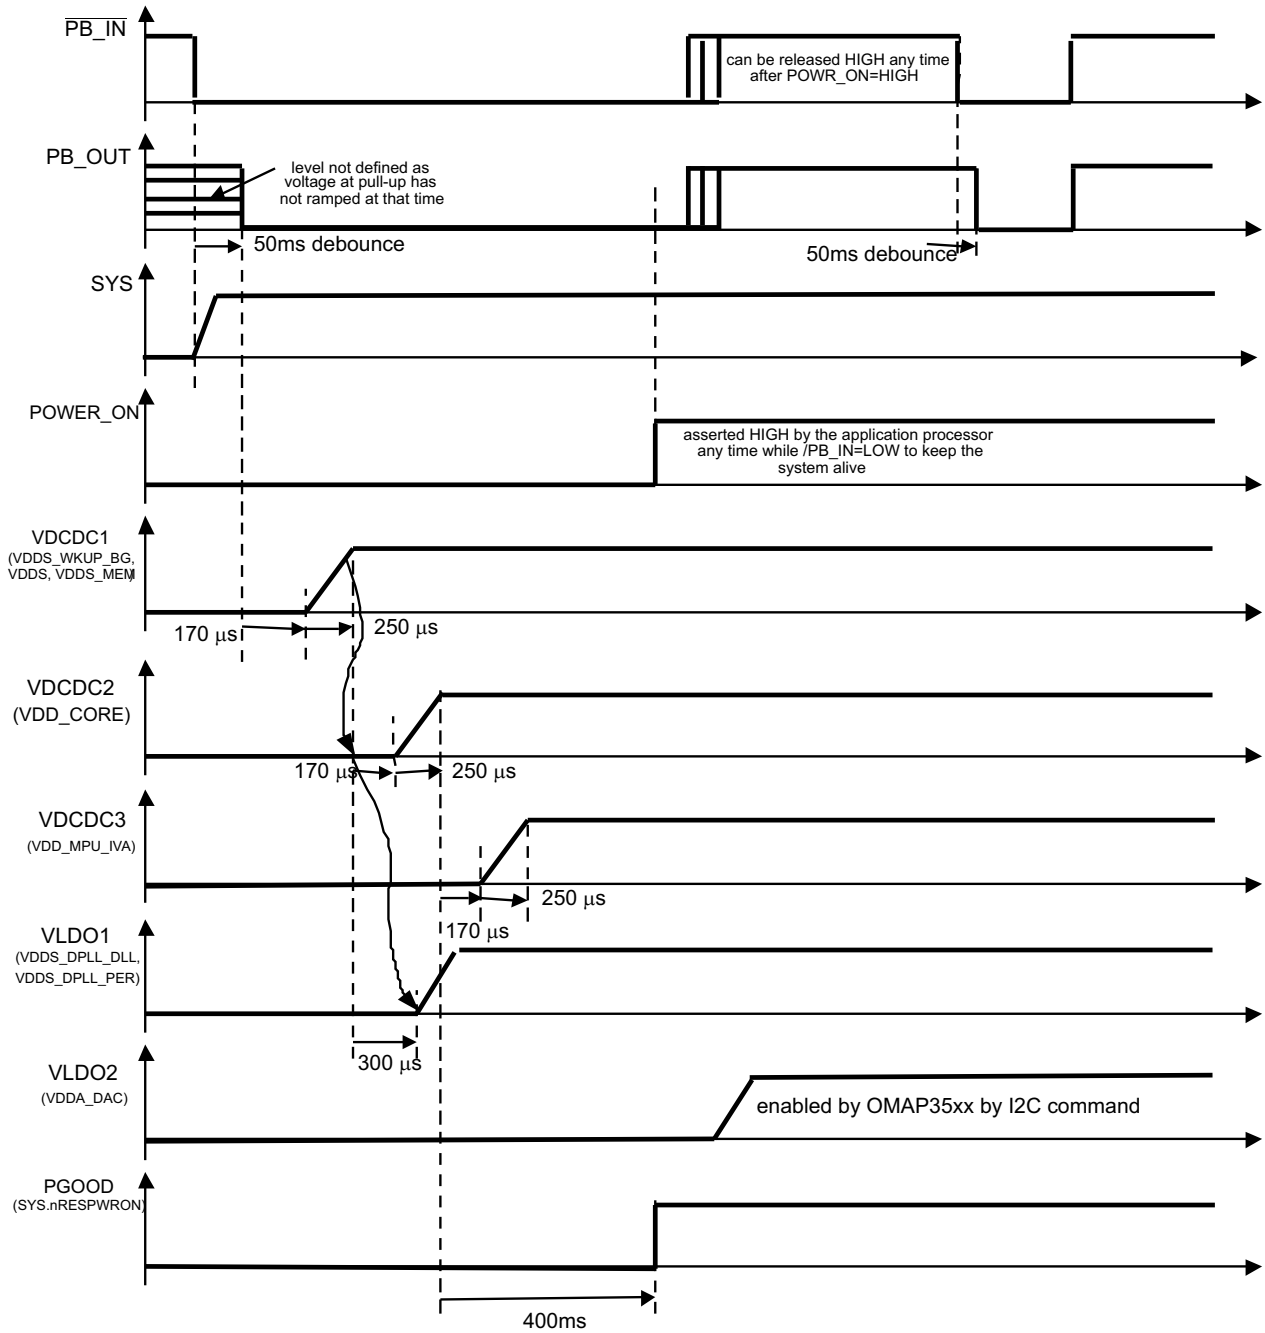 PB_IN
can be released HIGH any time
after POWR_ON=HIGH
PB_OUT
level not defined as
voltage at pull-up has
not ramped at that time
50ms debounce
50ms debounce
SYS
POWER_ON
asserted HIGH by the application processor
any time while /PB_IN=LOW to keep the
system alive
VDCDC1
(VDDS_WKUP_BG,
VDDS, VDDS_MEM)
170 μs
250 μs
VDCDC2
(VDD_CORE)
170 μs
250 μs
VDCDC3
(VDD_MPU_IVA)
250 μs
170 μs
VLDO1
(VDDS_DPLL_DLL,
VDDS_DPLL_PER)
300 μs
VLDO2
(VDDA_DAC)
enabled by OMAP35xx by I2C command
PGOOD
(SYS.nRESPWRON)
400ms